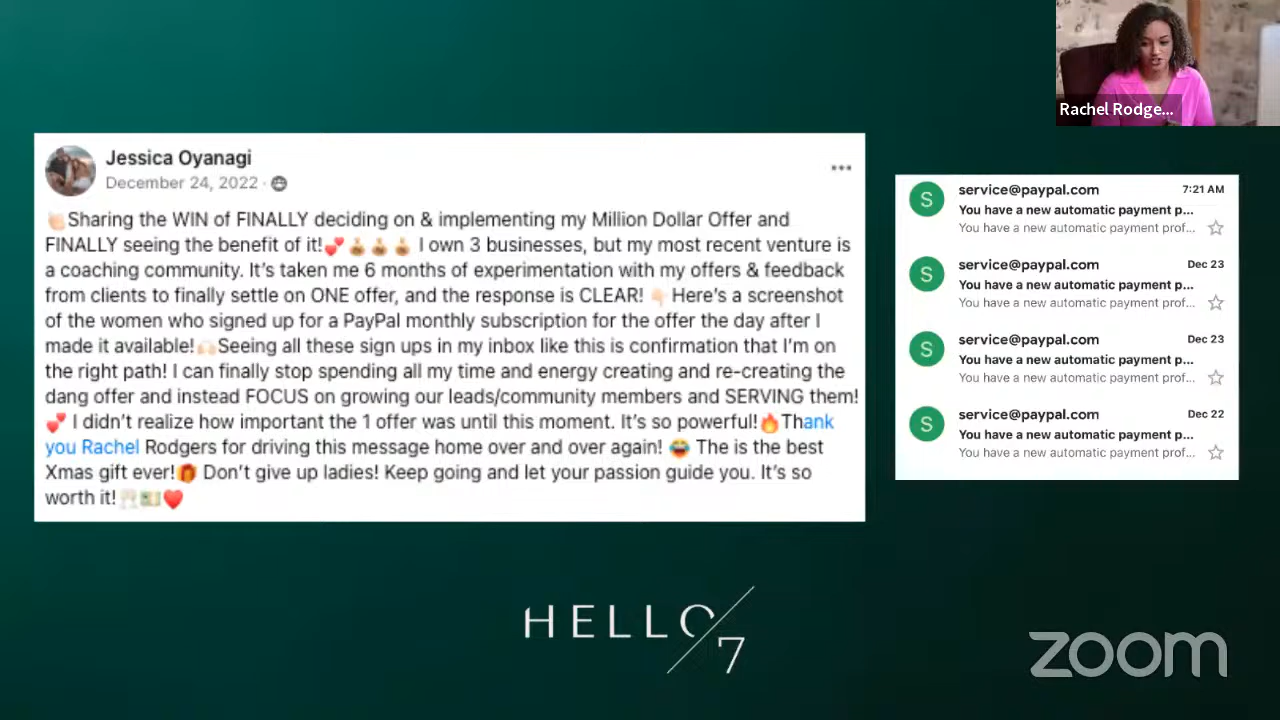 Rachel Rodge...
Jessica Oyanagi
December 24, 2022 ·
👏🏻Sharing the WIN of FINALLY deciding on & implementing my Million Dollar Offer and
FINALLY seeing the benefit of it!💕💰💰💰 I own 3 businesses, but my most recent venture is
a coaching community. It's taken me 6 months of experimentation with my offers & feedback
from clients to finally settle on ONE offer, and the response is CLEAR! 👇🏻Here's a screenshot
of the women who signed up for a PayPal monthly subscription for the offer the day after I
made it available!🙌🏻Seeing all these sign ups in my inbox like this is confirmation that I'm on
the right path! I can finally stop spending all my time and energy creating and re-creating the
dang offer and instead FOCUS on growing our leads/community members and SERVING them!
💕 I didn't realize how important the 1 offer was until this moment. It's so powerful!🔥Thank
you Rachel Rodgers for driving this message home over and over again! 😂 The is the best
Xmas gift ever!🎁 Don't give up ladies! Keep going and let your passion guide you. It's so
worth it!🥂💵❤️
S
service@paypal.com 7:21 AM
You have a new automatic payment p...
You have a new automatic payment prof...
S
service@paypal.com Dec 23
You have a new automatic payment p...
You have a new automatic payment prof...
S
service@paypal.com Dec 23
You have a new automatic payment p...
You have a new automatic payment prof...
S
service@paypal.com Dec 22
You have a new automatic payment p...
You have a new automatic payment prof...
HELLO/7
zoom